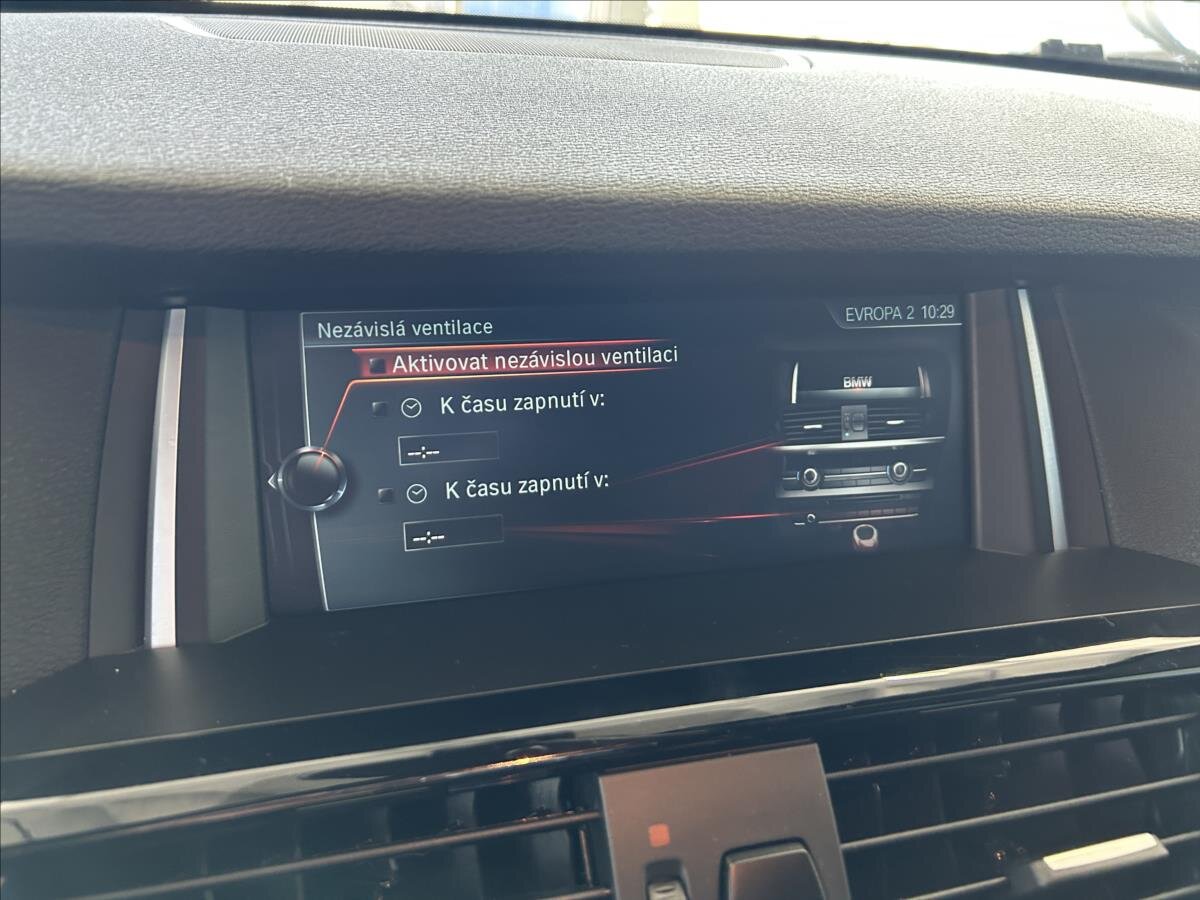 Nezávislá ventilace
EVROPA 2 10:29
Aktivovat nezávislou ventilaci
K času zapnutí v:
--:--
K času zapnutí v:
--:--
BMW